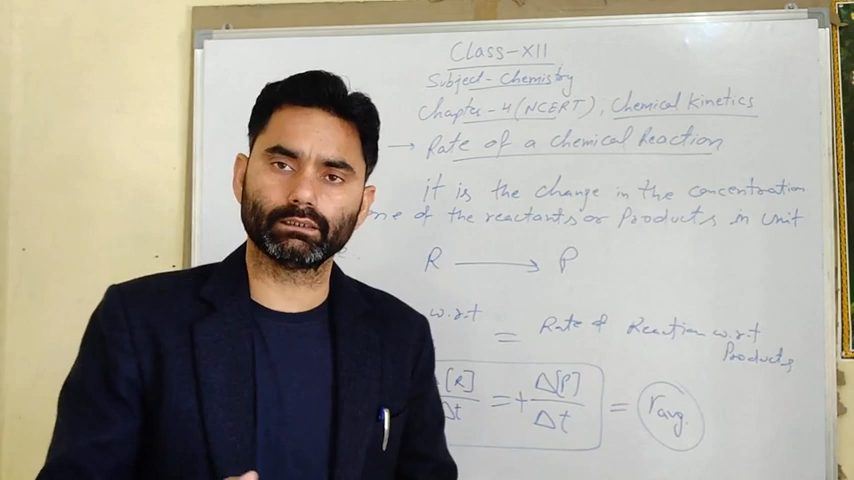 Class-XII
Subject-Chemistry
Chapter-4(NCERT), Chemical Kinetics
→ Rate of a chemical Reaction
it is the change in the concentration
of the reactants or Products in unit
R ⟶ P
w.r.t = Rate of Reaction w.r.t
Products
[R]/Δt = + Δ[P]/Δt = ravg.